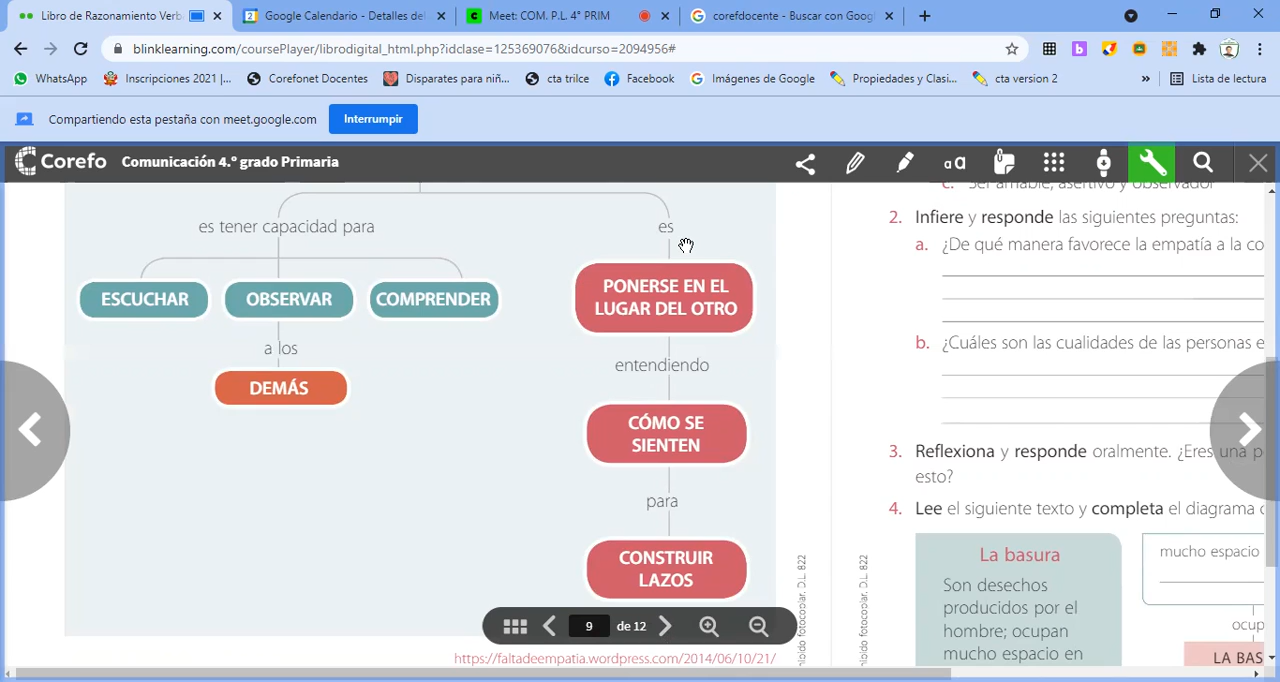 Libro de Razonamiento Verb
Google Calendario - Detalles del
Meet: COM. P.L. 4° PRIM
corefdocente - Buscar con Goog
blinklearning.com/coursePlayer/librodigital_html.php?idclase=125369076&idcurso=2094956#
WhatsApp
Inscripciones 2021 |...
Corefonet Docentes
Disparates para niñ...
cta trilce
Facebook
Imágenes de Google
Propiedades y Clasi...
cta version 2
»
Lista de lectura
Compartiendo esta pestaña con meet.google.com
Interrumpir
Corefo
Comunicación 4.º grado Primaria
es tener capacidad para
es
ESCUCHAR
OBSERVAR
COMPRENDER
a los
DEMÁS
PONERSE EN EL
LUGAR DEL OTRO
entendiendo
CÓMO SE
SIENTEN
para
CONSTRUIR
LAZOS
https://faltadeempatia.wordpress.com/2014/06/10/21/
9 de 12
c. Ser amable, asertivo y observador
2. Infiere y responde las siguientes preguntas:
a. ¿De qué manera favorece la empatía a la co
b. ¿Cuáles son las cualidades de las personas e
3. Reflexiona y responde oralmente. ¿Eres una p
esto?
4. Lee el siguiente texto y completa el diagrama
La basura
Son desechos
producidos por el
hombre; ocupan
mucho espacio en
mucho espacio
ocup
LA BAS